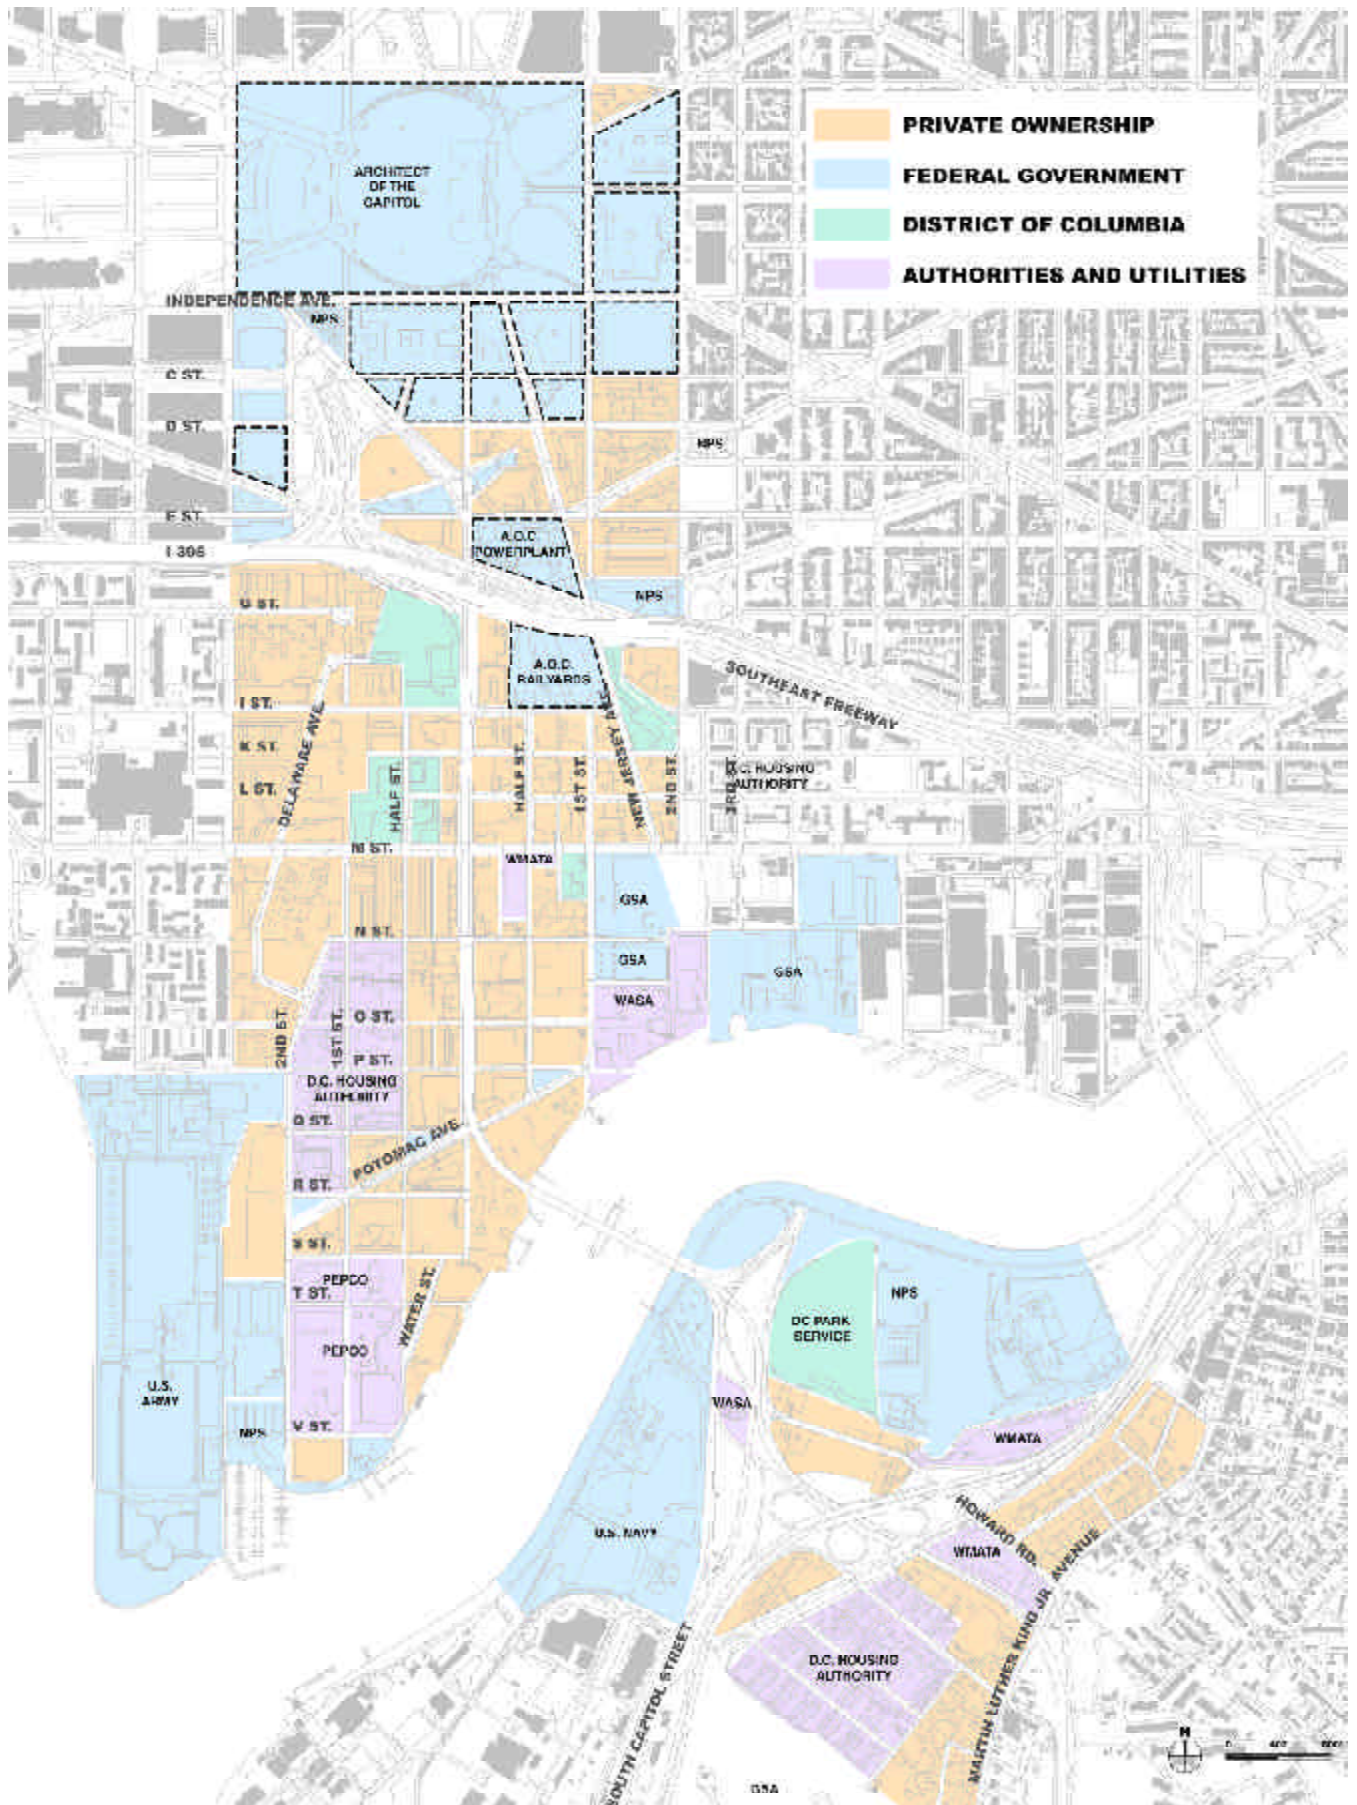 PRIVATE OWNERSHIP
FEDERAL GOVERNMENT
DISTRICT OF COLUMBIA
AUTHORITIES AND UTILITIES
ARCHITECT
OF THE
CAPITOL
INDEPENDENCE AVE.
NPS
C ST.
D ST.
NPS
E ST.
I 395
A.O.C.
POWERPLANT
NPS
G ST.
A.O.C.
RAILYARDS
SOUTHEAST FREEWAY
I ST.
DELAWARE AVE.
NEW JERSEY AVE.
K ST.
L ST.
HALF ST.
HALF ST.
1ST ST.
2ND ST.
3RD ST.
D.C. HOUSING
AUTHORITY
M ST.
WMATA
GSA
N ST.
GSA
GSA
WASA
2ND ST.
1ST ST.
O ST.
P ST.
D.C. HOUSING
AUTHORITY
Q ST.
POTOMAC AVE.
R ST.
S ST.
PEPCO
T ST.
WATER ST.
NPS
DC PARK
SERVICE
PEPCO
U.S.
ARMY
WASA
V ST.
NPS
WMATA
HOWARD RD.
U.S. NAVY
WMATA
MARTIN LUTHER KING JR. AVENUE
D.C. HOUSING
AUTHORITY
SOUTH CAPITOL STREET
GSA
N
0 400